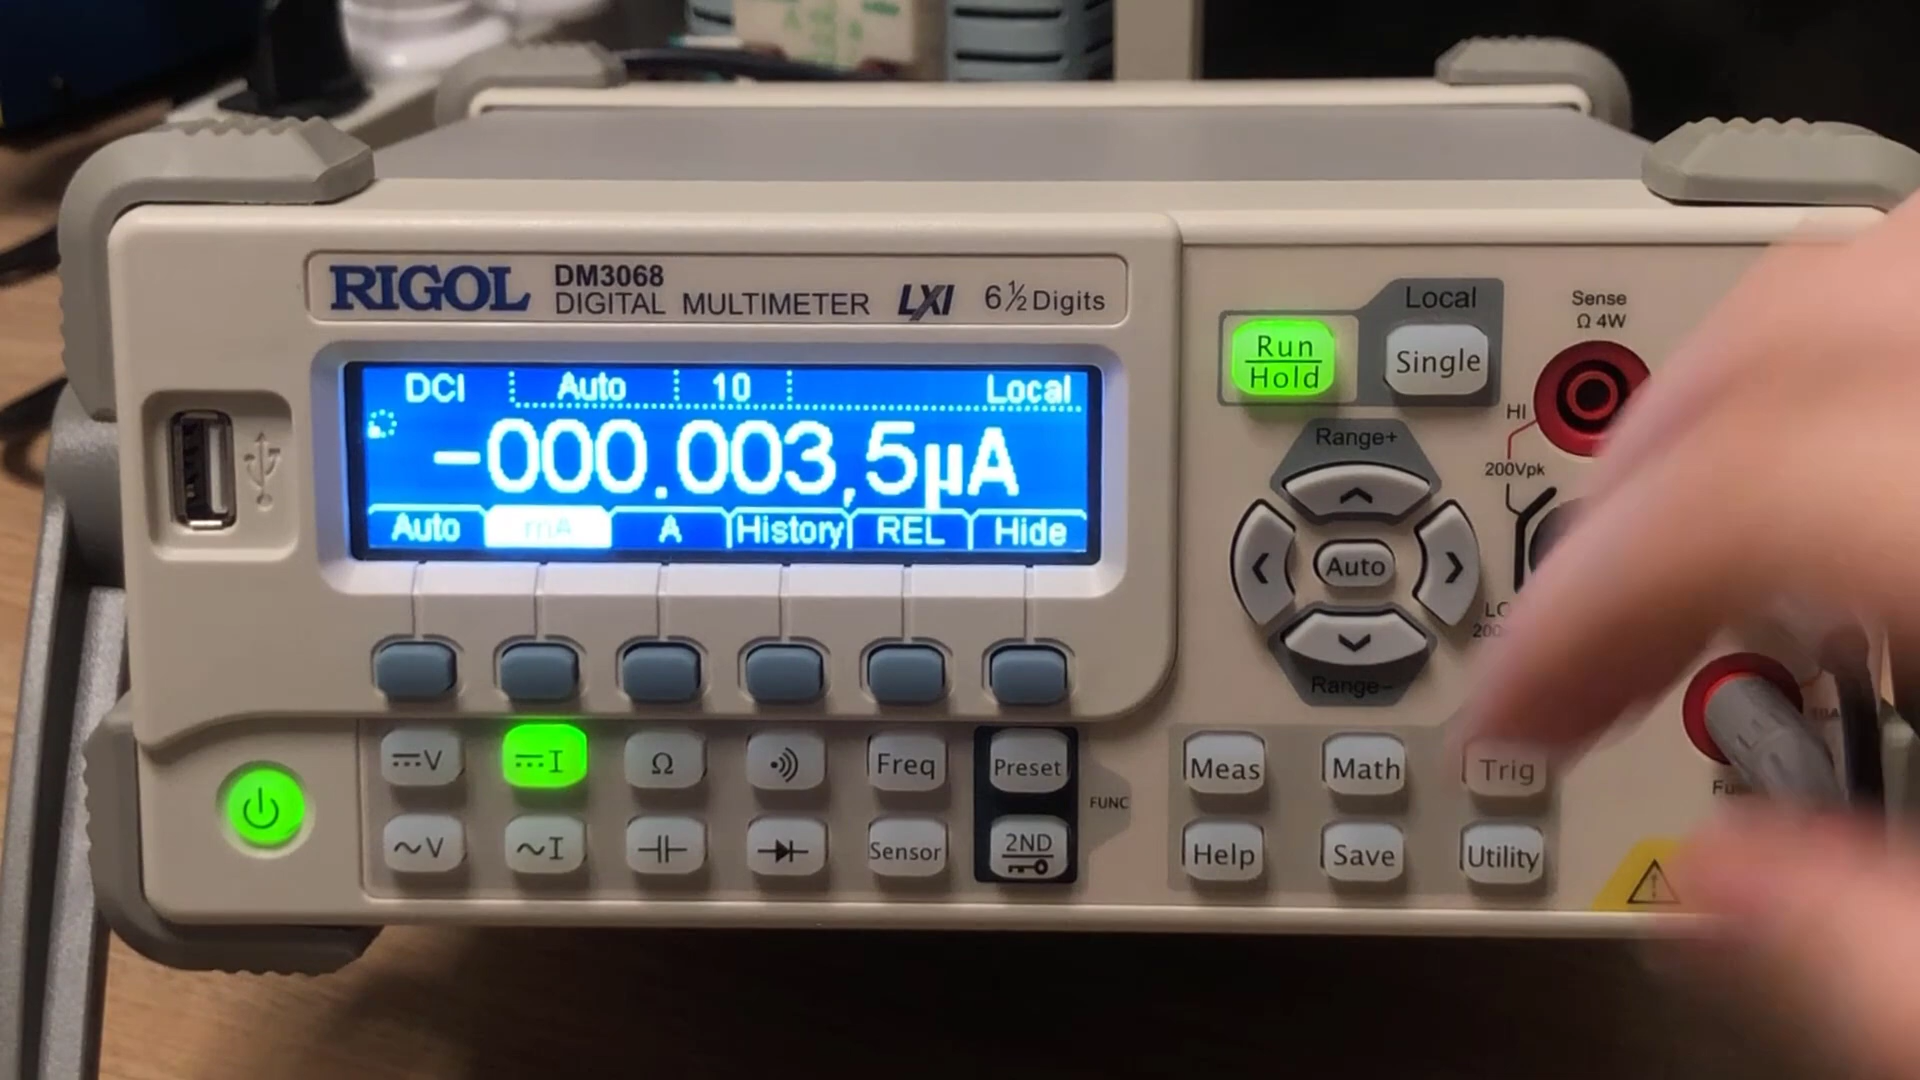 RIGOL DM3068
DIGITAL MULTIMETER LXI 6½ Digits
DCI Auto 10 Local
-000.003,5µA
Auto mA A History REL Hide
V I Ω Freq Preset
V I Sensor 2ND
FUNC
Run
Hold
Local
Single
Range+
Auto
Range-
Meas Math Trig
Help Save Utility
Sense
Ω 4W
HI
200Vpk